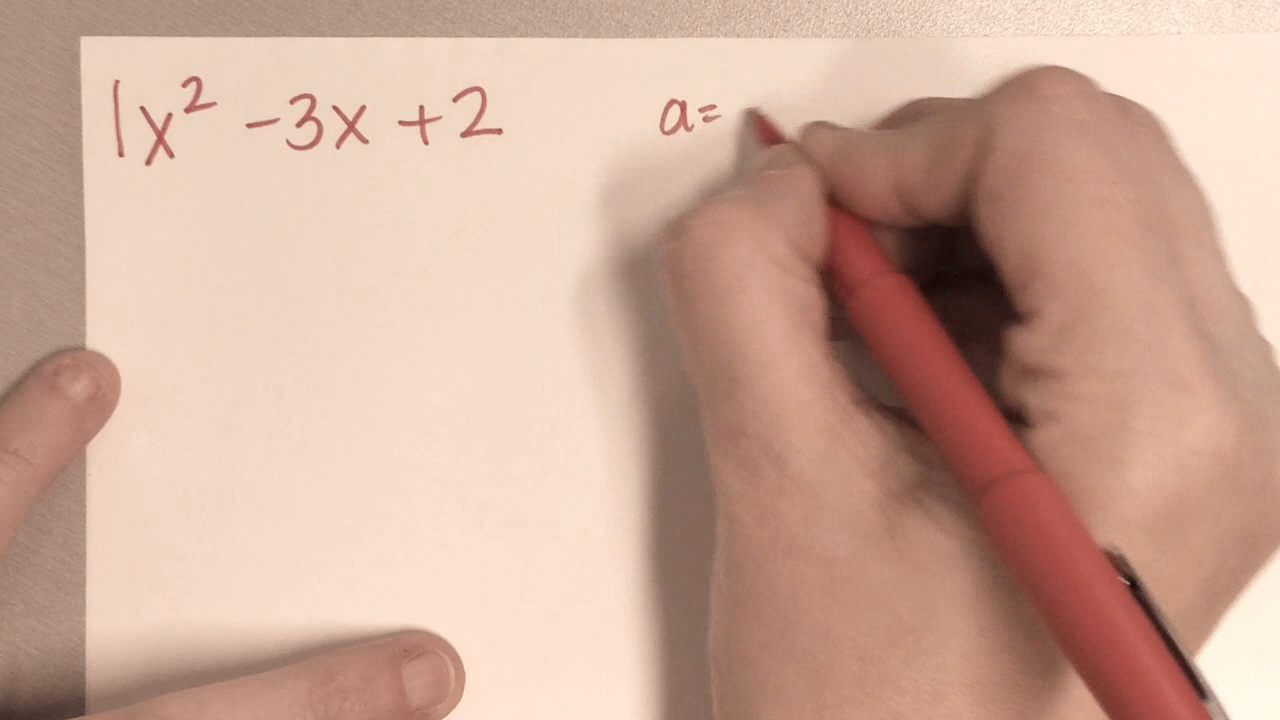 1x² -3x +2 a=